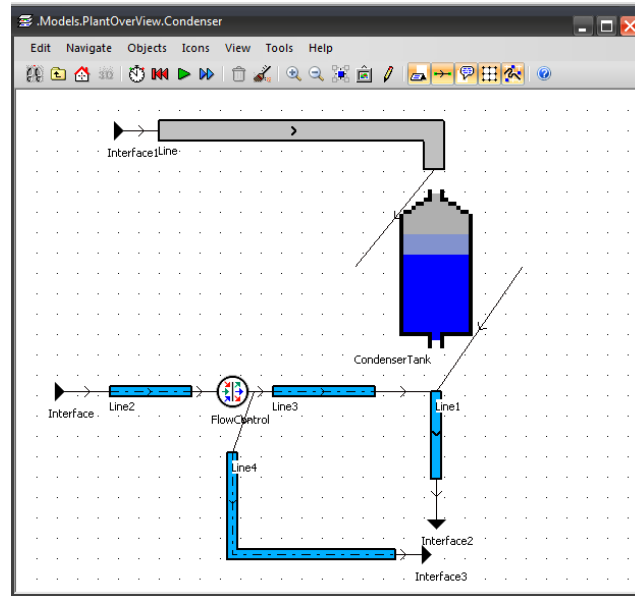 .Models.PlantOverView.Condenser
Edit Navigate Objects Icons View Tools Help
3D
Interface1
Line
CondenserTank
Interface
Line2
FlowControl
Line3
Line1
Line4
Interface2
Interface3